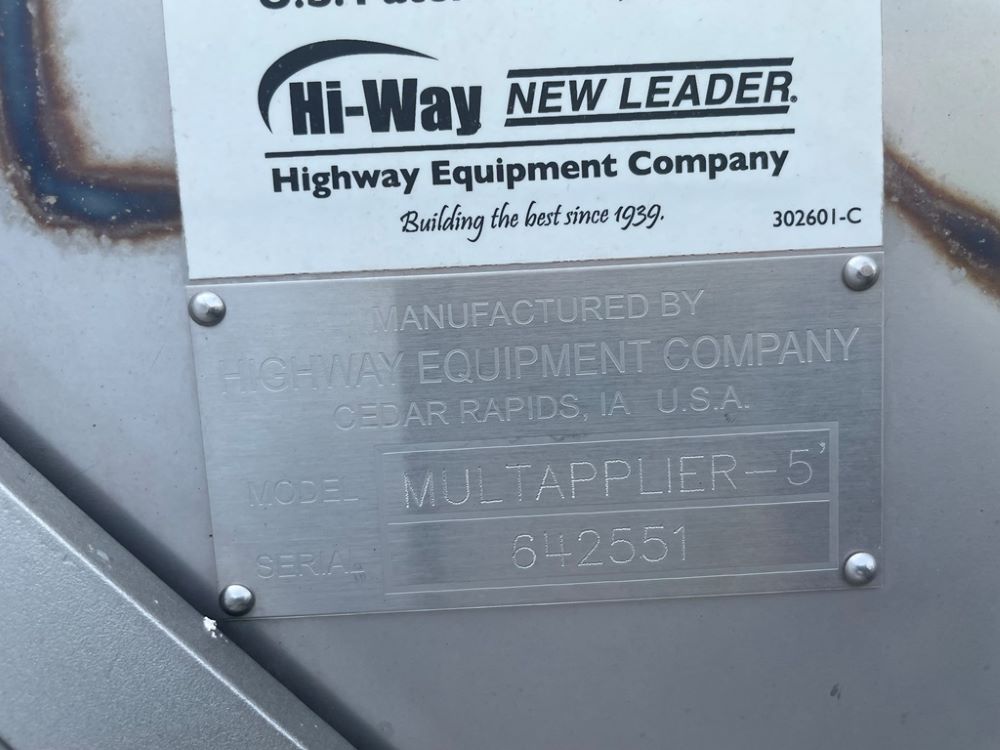 Hi-Way NEW LEADER.
Highway Equipment Company
Building the best since 1939.
302601-C
MANUFACTURED BY
HIGHWAY EQUIPMENT COMPANY
CEDAR RAPIDS, IA U.S.A.
MODEL MULTAPPLIER-5'
SERIAL 642551